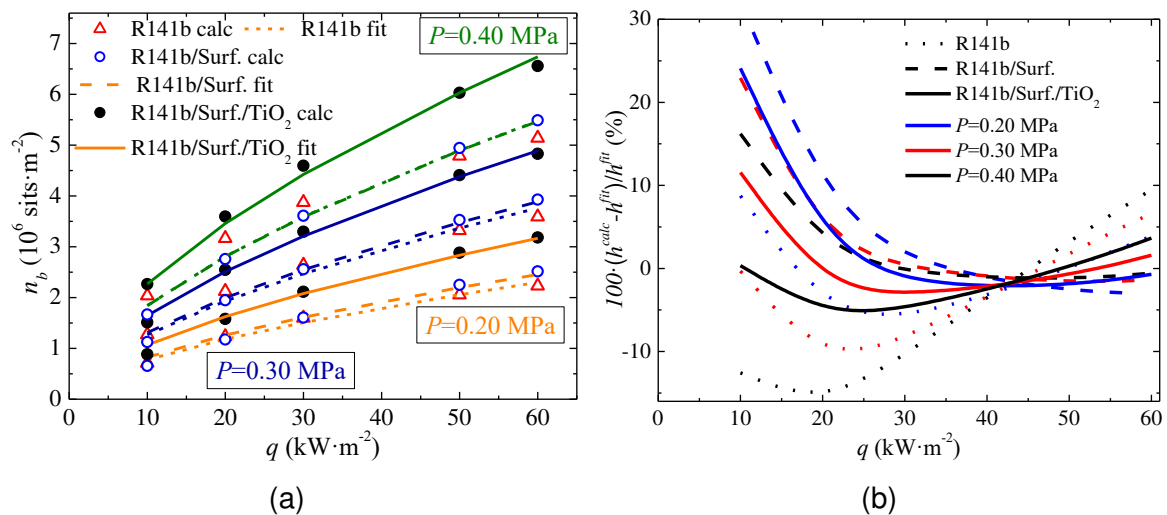 R141b calc R141b fit
R141b/Surf. calc
R141b/Surf. fit
R141b/Surf./TiO₂ calc
R141b/Surf./TiO₂ fit
P=0.40 MPa
P=0.20 MPa
P=0.30 MPa
n_b (10⁶ sits·m⁻²)
7
6
5
4
3
2
1
0
0 10 20 30 40 50 60
q (kW·m⁻²)
(a)
R141b
R141b/Surf.
R141b/Surf./TiO₂
P=0.20 MPa
P=0.30 MPa
P=0.40 MPa
100·(h^calc-h^fit)/h^fit (%)
30
20
10
0
-10
0 10 20 30 40 50 60
q (kW·m⁻²)
(b)